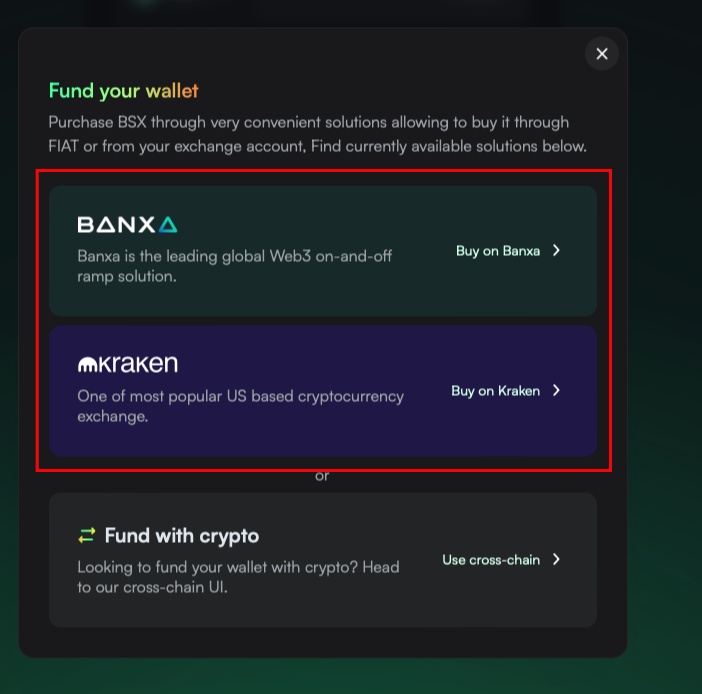 Fund your wallet
Purchase BSX through very convenient solutions allowing to buy it through
FIAT or from your exchange account, Find currently available solutions below.
BANXA
Banxa is the leading global Web3 on-and-off
ramp solution.
Buy on Banxa
kraken
One of most popular US based cryptocurrency
exchange.
Buy on Kraken
or
Fund with crypto
Looking to fund your wallet with crypto? Head
to our cross-chain UI.
Use cross-chain